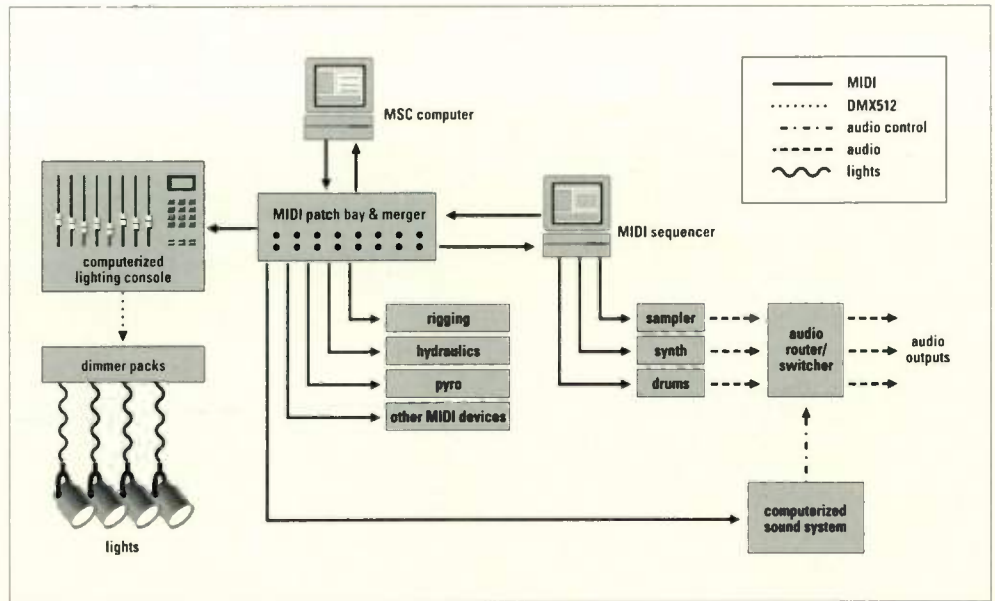 MSC computer
MIDI
DMX512
audio control
audio
lights
MIDI patch bay & merger
MIDI sequencer
computerized
lighting console
rigging
hydraulics
pyro
other MIDI devices
sampler
synth
drums
audio
router/
switcher
audio
outputs
dimmer packs
computerized
sound system
lights